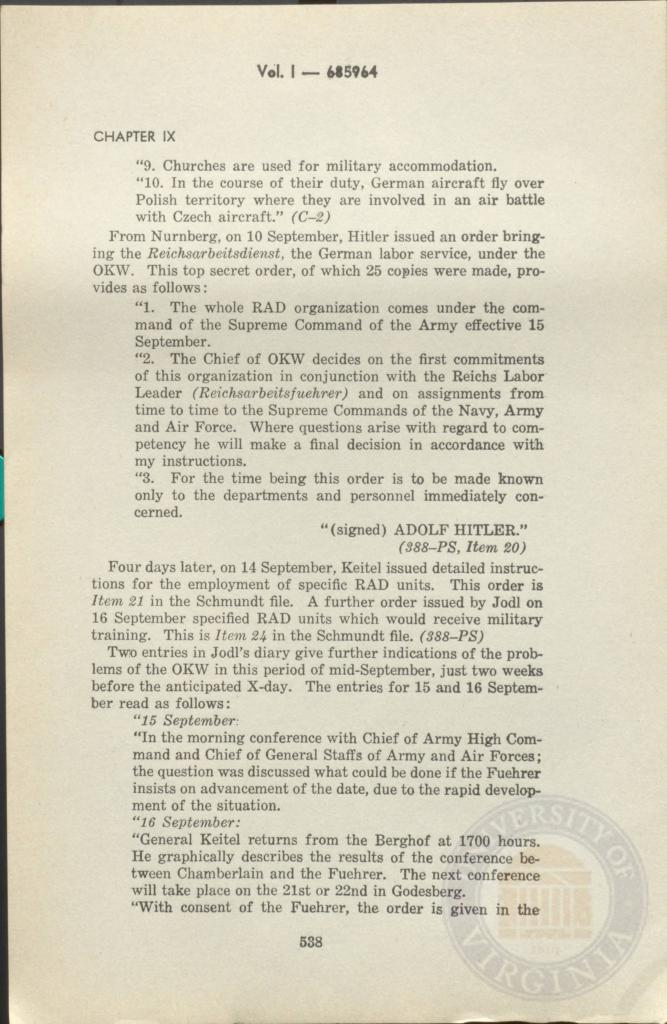 Vol. I — 685964
CHAPTER IX
"9. Churches are used for military accommodation.
"10. In the course of their duty, German aircraft fly over
Polish territory where they are involved in an air battle
with Czech aircraft." (C-2)
From Nurnberg, on 10 September, Hitler issued an order bring-
ing the Reichsarbeitsdienst, the German labor service, under the
OKW. This top secret order, of which 25 copies were made, pro-
vides as follows:
"1. The whole RAD organization comes under the com-
mand of the Supreme Command of the Army effective 15
September.
"2. The Chief of OKW decides on the first commitments
of this organization in conjunction with the Reichs Labor
Leader (Reichsarbeitsfuehrer) and on assignments from
time to time to the Supreme Commands of the Navy, Army
and Air Force. Where questions arise with regard to com-
petency he will make a final decision in accordance with
my instructions.
"3. For the time being this order is to be made known
only to the departments and personnel immediately con-
cerned.
"(signed) ADOLF HITLER."
(388-PS, Item 20)
Four days later, on 14 September, Keitel issued detailed instruc-
tions for the employment of specific RAD units. This order is
Item 21 in the Schmundt file. A further order issued by Jodl on
16 September specified RAD units which would receive military
training. This is Item 24 in the Schmundt file. (388-PS)
Two entries in Jodl's diary give further indications of the prob-
lems of the OKW in this period of mid-September, just two weeks
before the anticipated X-day. The entries for 15 and 16 Septem-
ber read as follows:
"15 September:
"In the morning conference with Chief of Army High Com-
mand and Chief of General Staffs of Army and Air Forces;
the question was discussed what could be done if the Fuehrer
insists on advancement of the date, due to the rapid develop-
ment of the situation.
"16 September:
"General Keitel returns from the Berghof at 1700 hours.
He graphically describes the results of the conference be-
tween Chamberlain and the Fuehrer. The next conference
will take place on the 21st or 22nd in Godesberg.
"With consent of the Fuehrer, the order is given in the
538
UNIVERSITY OF
VIRGINIA
1819